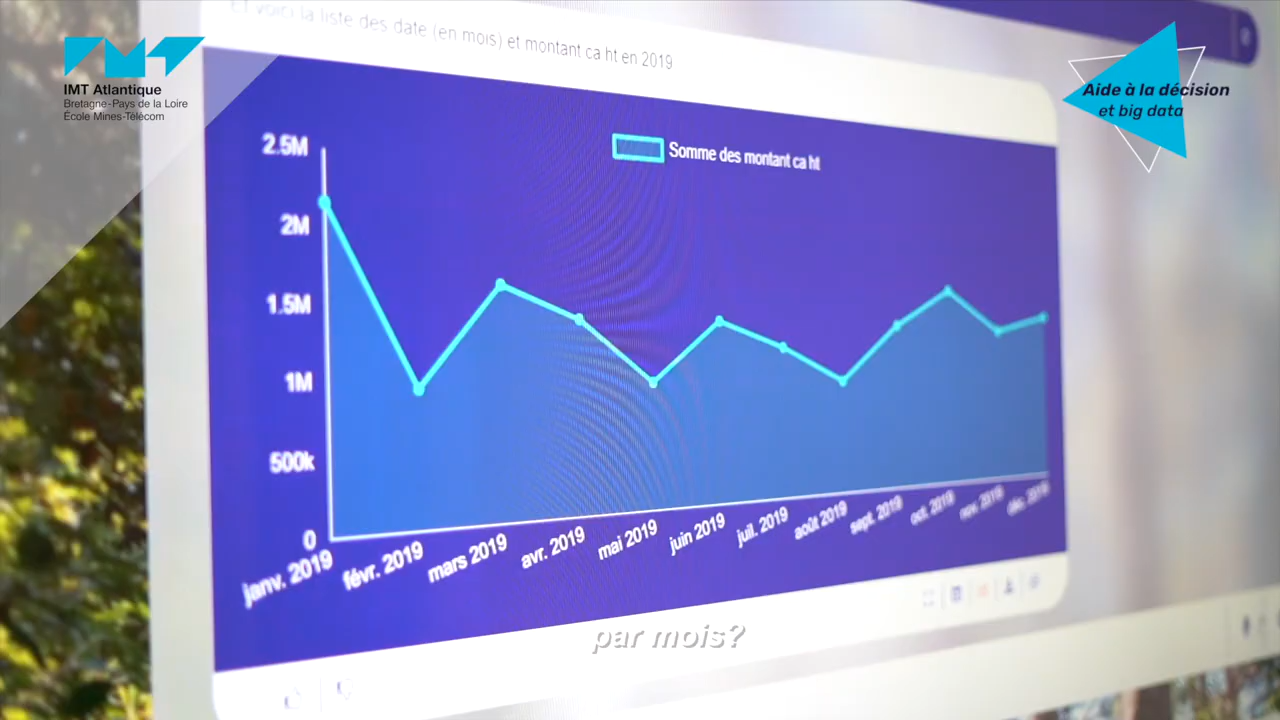 Et voici la liste des date (en mois) et montant ca ht en 2019
IMT Atlantique
Bretagne-Pays de la Loire
École Mines-Télécom
Aide à la décision
et big data
Somme des montant ca ht
2.5M
2M
1.5M
1M
500k
0
janv. 2019
févr. 2019
mars 2019
avr. 2019
mai 2019
juin 2019
juil. 2019
août 2019
sept. 2019
oct. 2019
nov. 2019
déc. 2019
par mois?